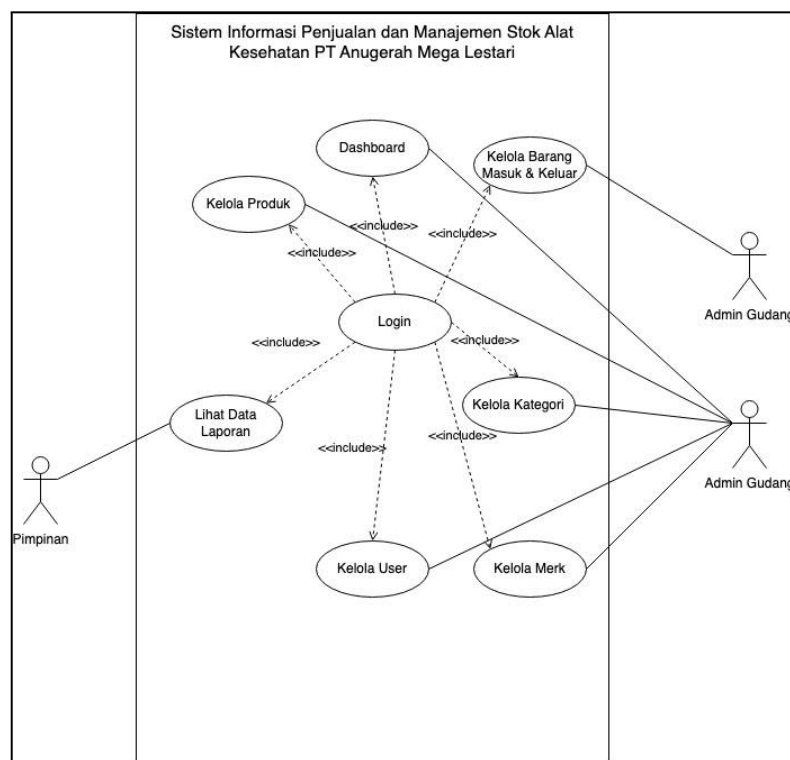 Sistem Informasi Penjualan dan Manajemen Stok Alat
Kesehatan PT Anugerah Mega Lestari
Dashboard
Kelola Barang
Masuk & Keluar
Kelola Produk
<<include>>
<<include>>
<<include>>
Admin Gudang
Login
<<include>>
<<include>>
Kelola Kategori
Lihat Data
Laporan
<<include>>
<<include>>
Admin Gudang
Pimpinan
Kelola User
Kelola Merk